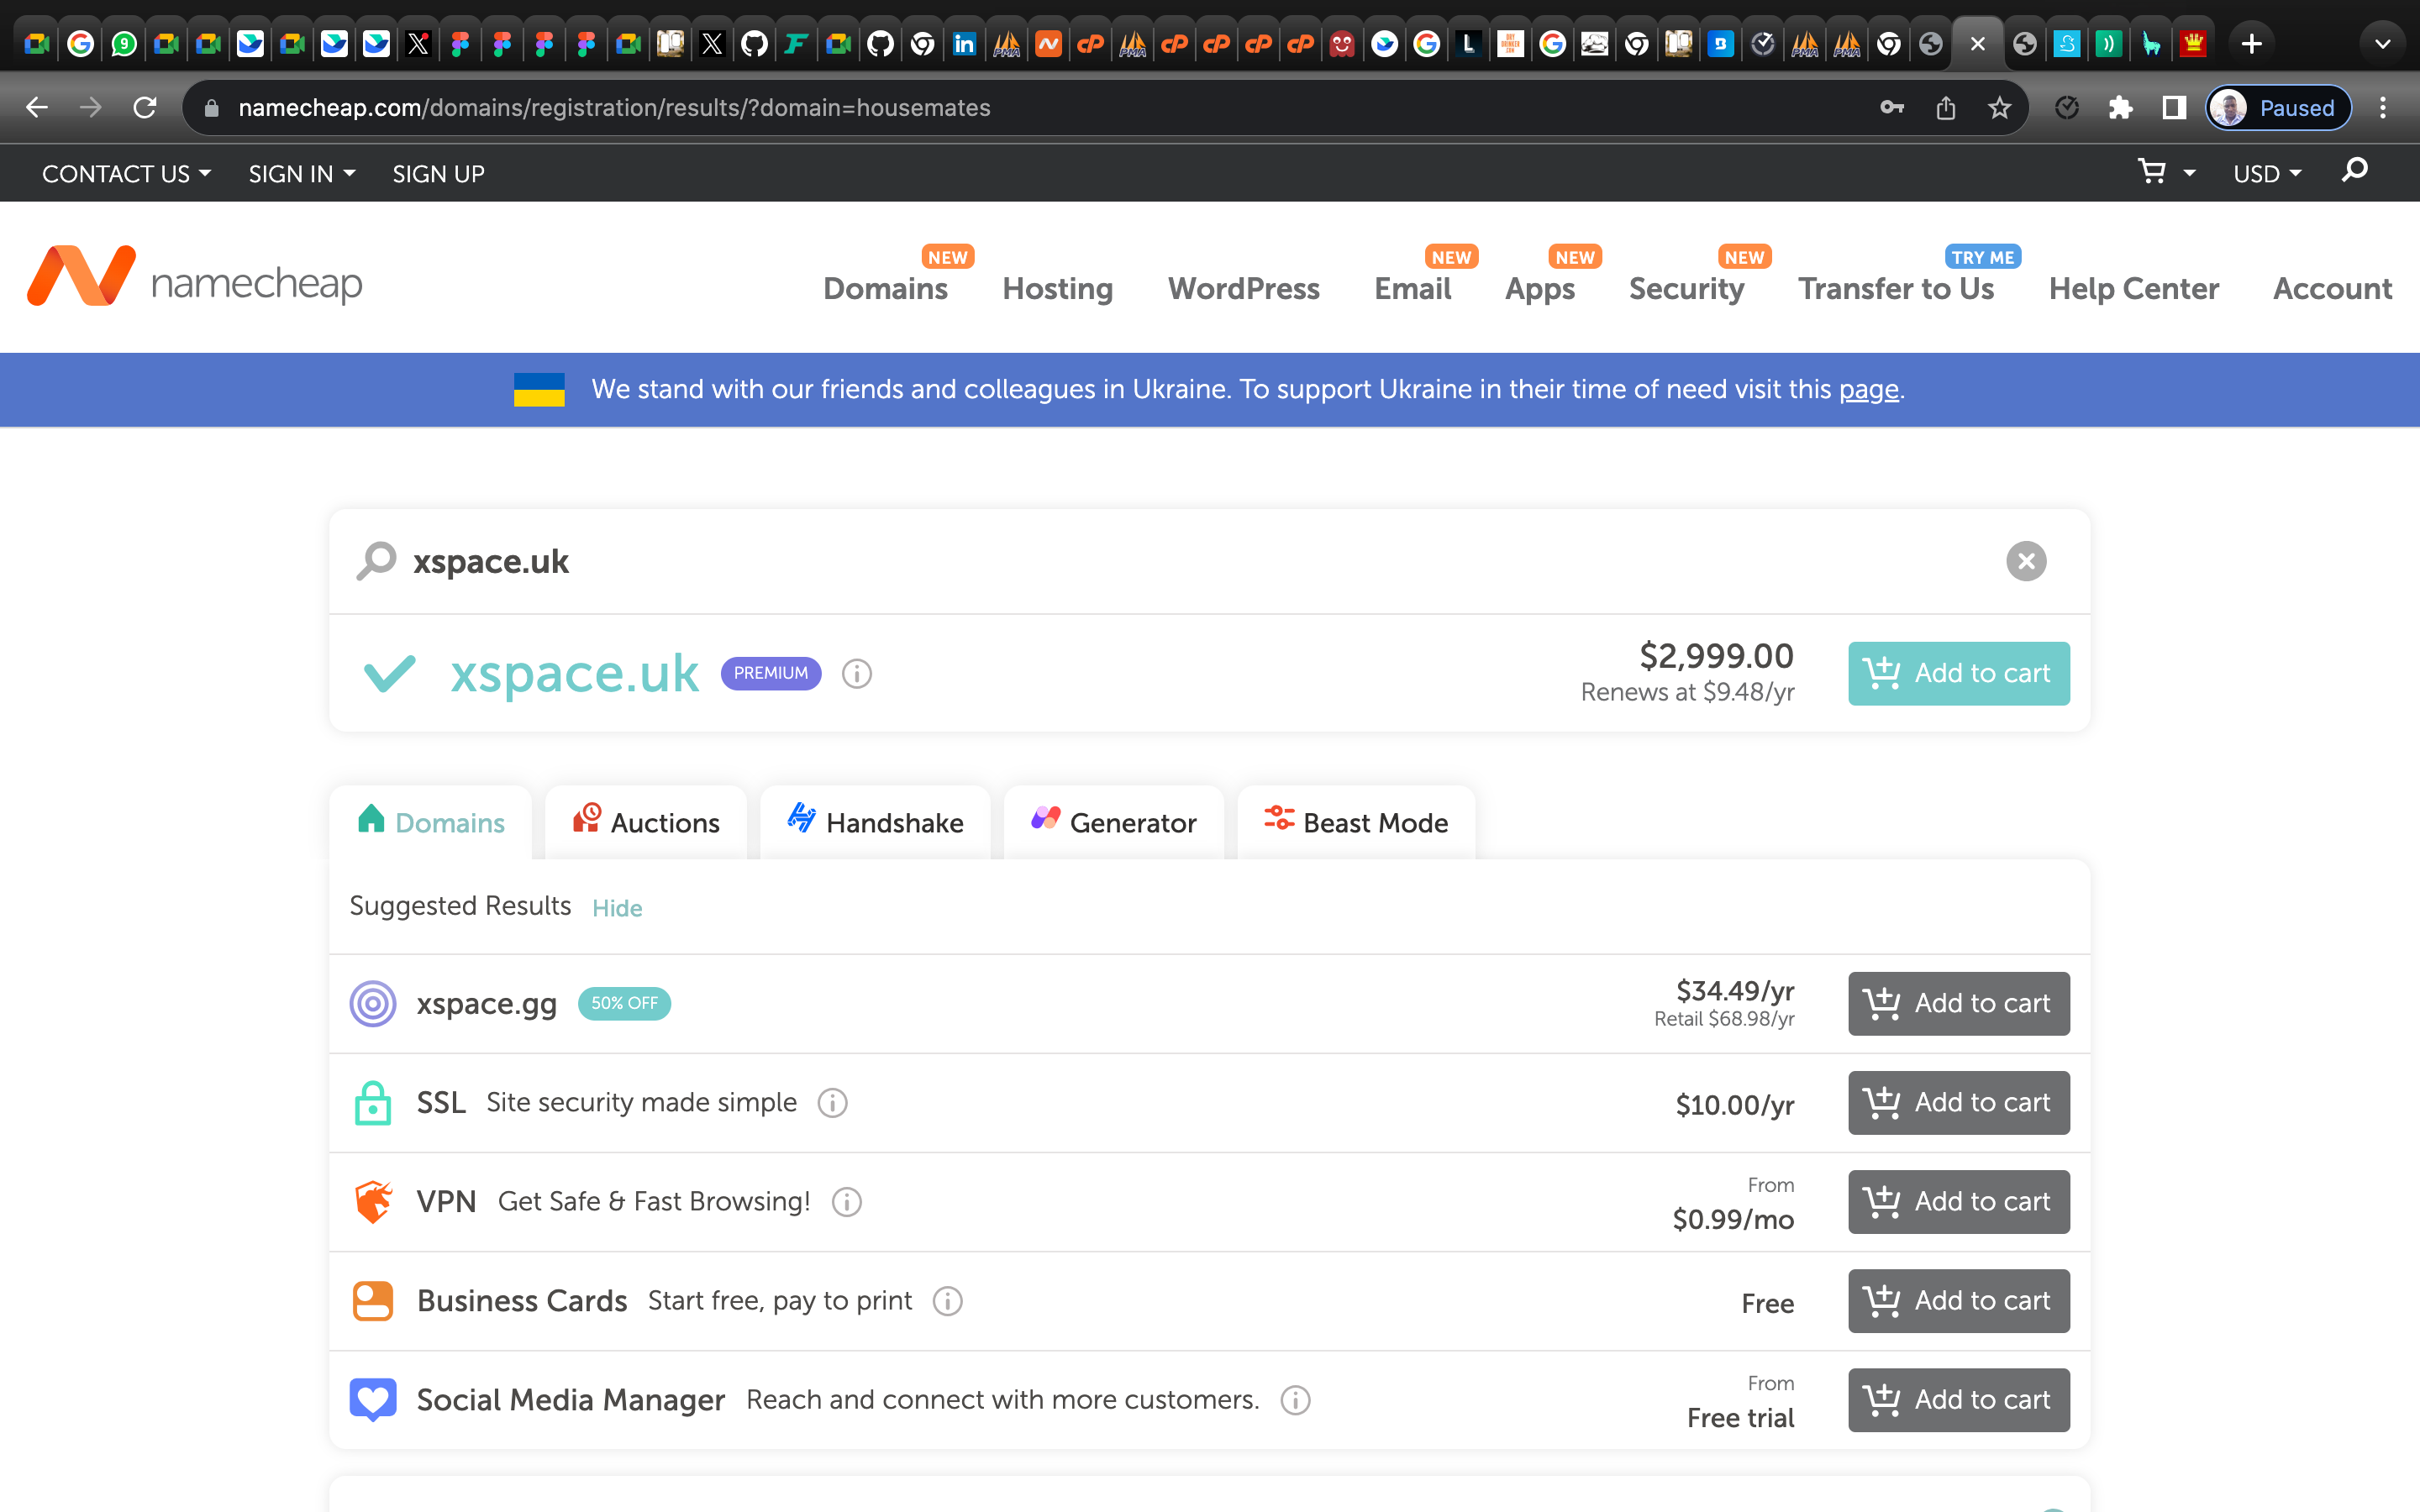 9
namecheap.com/domains/registration/results/?domain=housemates
Paused
CONTACT US SIGN IN SIGN UP
USD
namecheap
NEW NEW NEW NEW TRY ME
Domains Hosting WordPress Email Apps Security Transfer to Us Help Center Account
We stand with our friends and colleagues in Ukraine. To support Ukraine in their time of need visit this page.
xspace.uk
xspace.uk PREMIUM $2,999.00 Add to cart
Renews at $9.48/yr
Domains Auctions Handshake Generator Beast Mode
Suggested Results Hide
xspace.gg 50% OFF $34.49/yr Add to cart
Retail $68.98/yr
SSL Site security made simple $10.00/yr Add to cart
From
VPN Get Safe & Fast Browsing! $0.99/mo Add to cart
Business Cards Start free, pay to print Free Add to cart
From
Social Media Manager Reach and connect with more customers. Free trial Add to cart